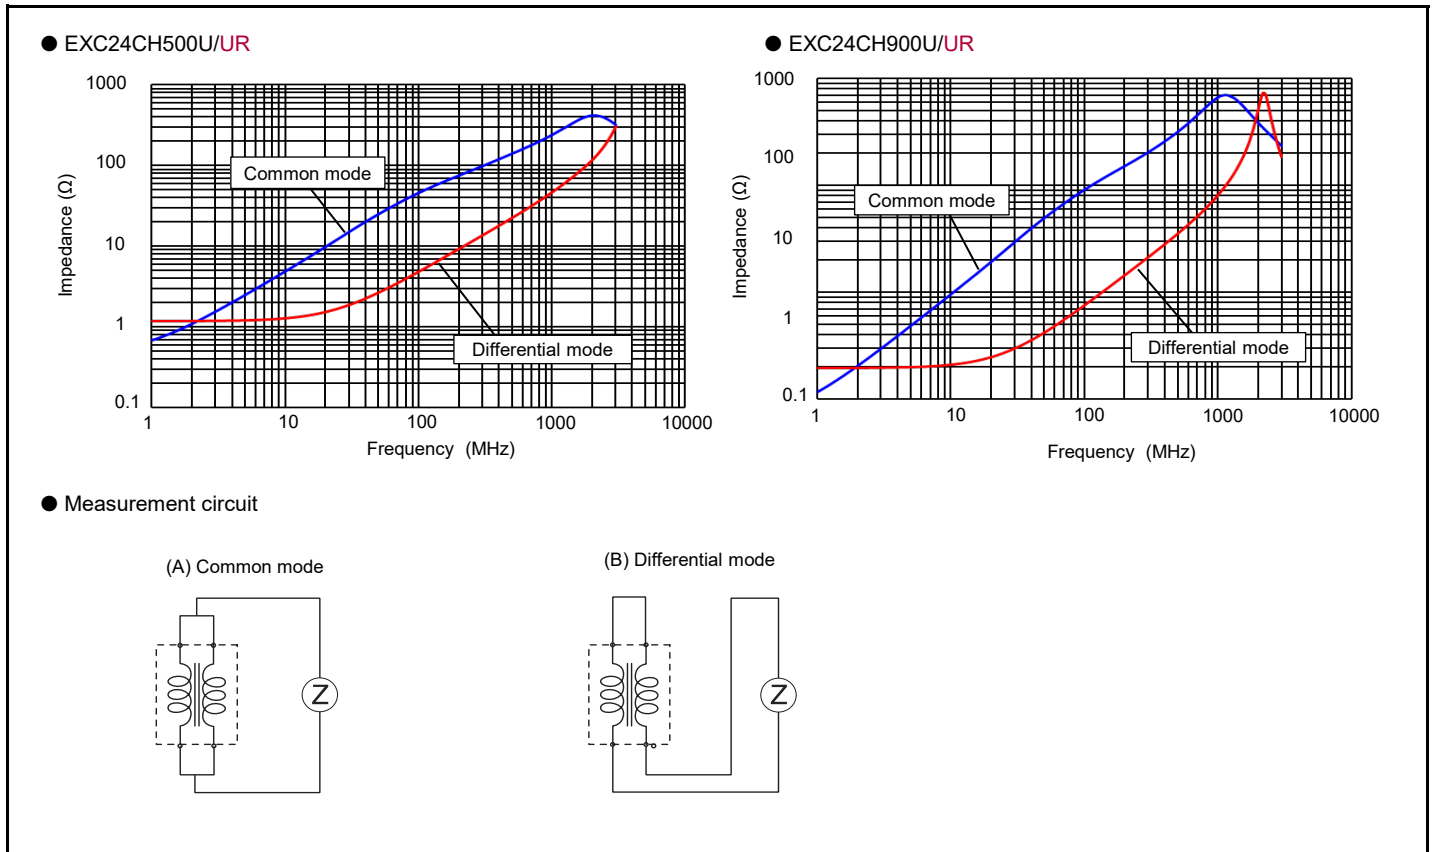 ● EXC24CH500U/UR
1000
100
10
1
0.1
Impedance (Ω)
Common mode
Differential mode
1 10 100 1000 10000
Frequency (MHz)
● EXC24CH900U/UR
1000
100
10
1
0.1
Impedance (Ω)
Common mode
Differential mode
1 10 100 1000 10000
Frequency (MHz)
● Measurement circuit
(A) Common mode
Z
(B) Differential mode
Z